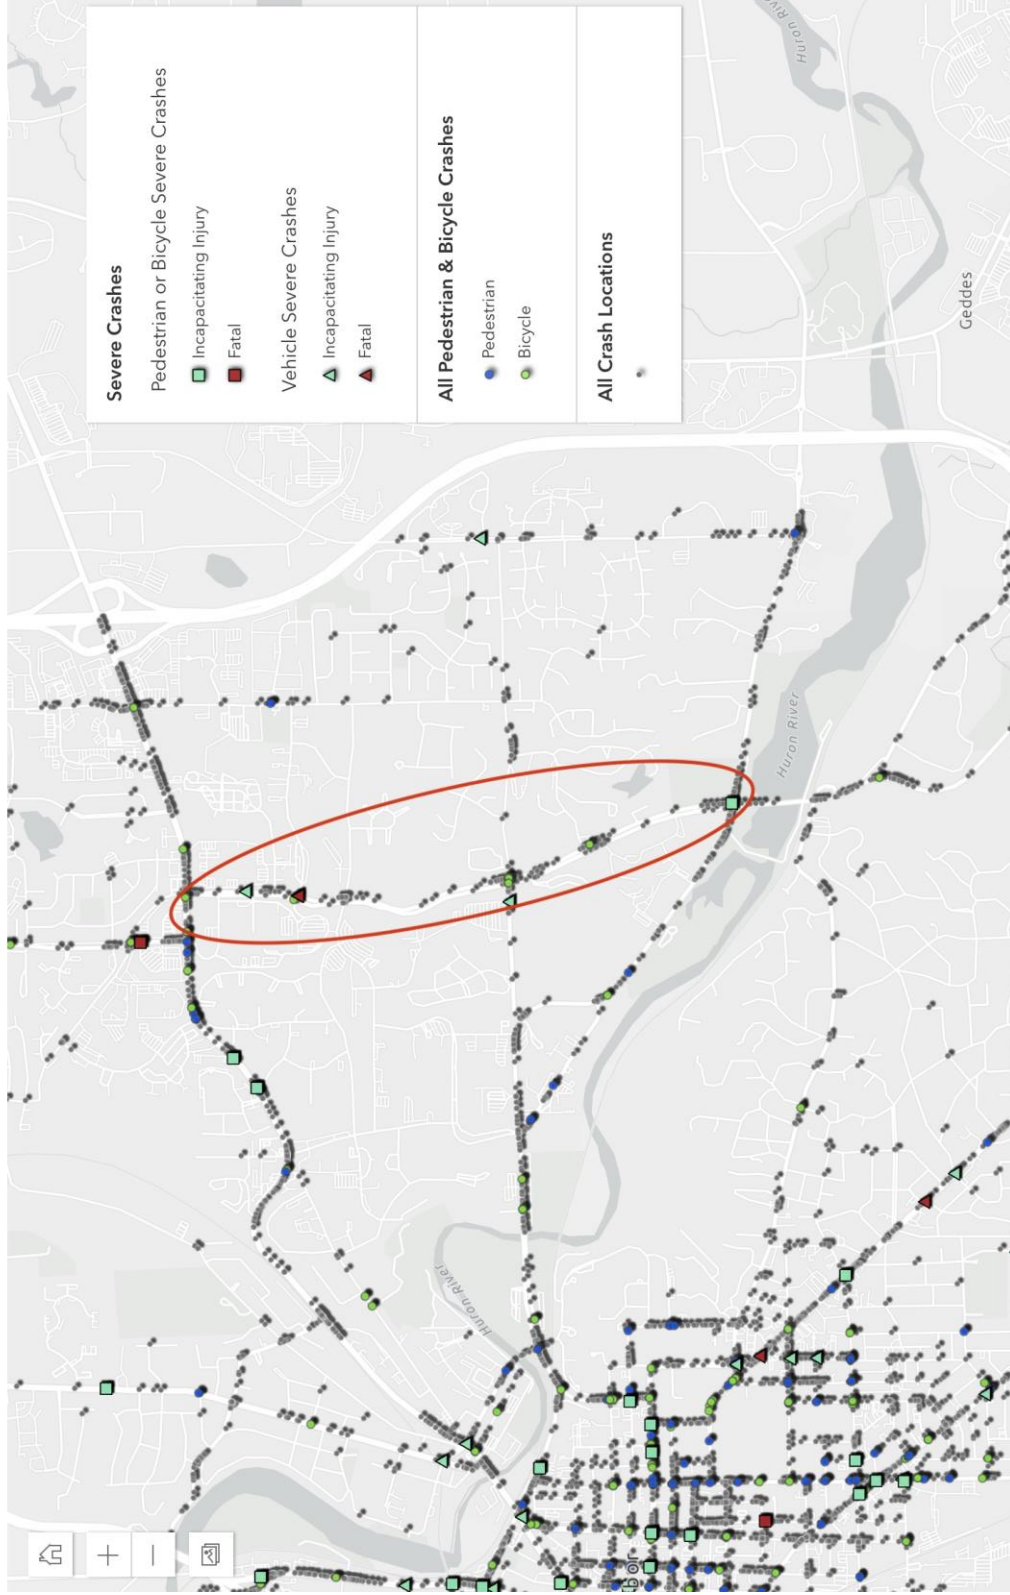 Severe Crashes
Pedestrian or Bicycle Severe Crashes
Incapacitating Injury
Fatal
Vehicle Severe Crashes
Incapacitating Injury
Fatal
All Pedestrian & Bicycle Crashes
Pedestrian
Bicycle
All Crash Locations
Huron River
Geddes
Huron River
Huron River